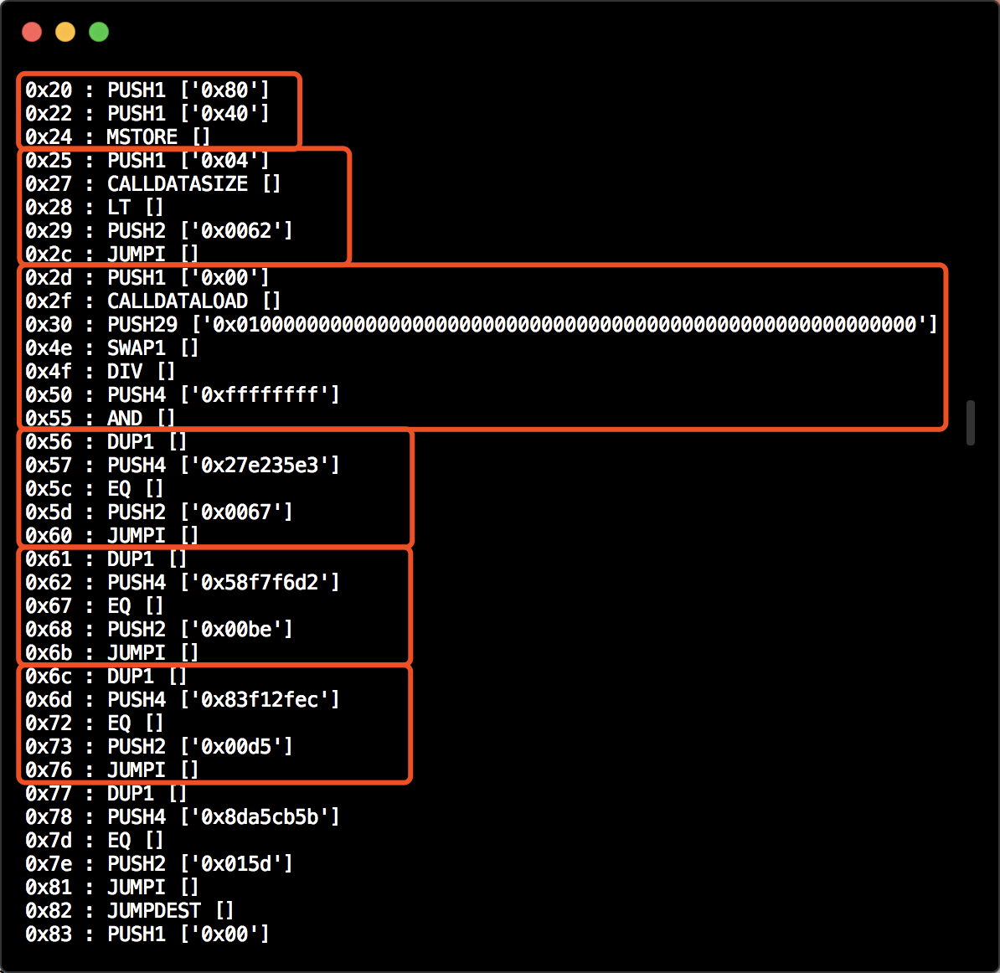 0x20 : PUSH1 ['0x80']
0x22 : PUSH1 ['0x40']
0x24 : MSTORE []
0x25 : PUSH1 ['0x04']
0x27 : CALLDATASIZE []
0x28 : LT []
0x29 : PUSH2 ['0x0062']
0x2c : JUMPI []
0x2d : PUSH1 ['0x00']
0x2f : CALLDATALOAD []
0x30 : PUSH29 ['0x0100000000000000000000000000000000000000000000000000000000']
0x4e : SWAP1 []
0x4f : DIV []
0x50 : PUSH4 ['0xffffffff']
0x55 : AND []
0x56 : DUP1 []
0x57 : PUSH4 ['0x27e235e3']
0x5c : EQ []
0x5d : PUSH2 ['0x0067']
0x60 : JUMPI []
0x61 : DUP1 []
0x62 : PUSH4 ['0x58f7f6d2']
0x67 : EQ []
0x68 : PUSH2 ['0x00be']
0x6b : JUMPI []
0x6c : DUP1 []
0x6d : PUSH4 ['0x83f12fec']
0x72 : EQ []
0x73 : PUSH2 ['0x00d5']
0x76 : JUMPI []
0x77 : DUP1 []
0x78 : PUSH4 ['0x8da5cb5b']
0x7d : EQ []
0x7e : PUSH2 ['0x015d']
0x81 : JUMPI []
0x82 : JUMPDEST []
0x83 : PUSH1 ['0x00']